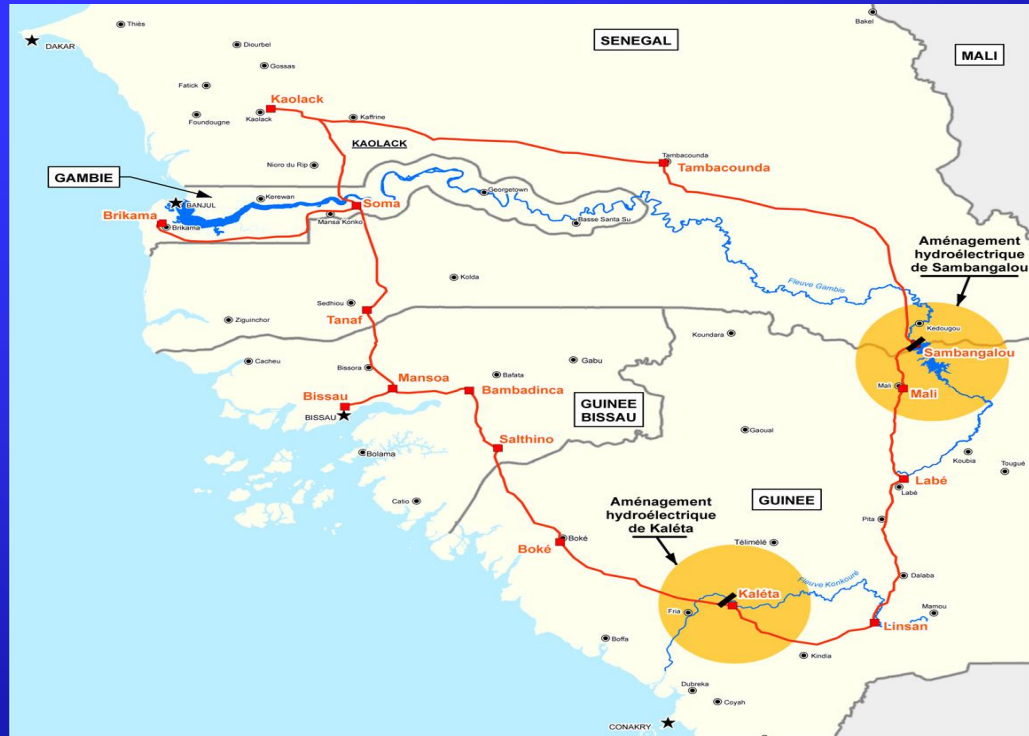 Bakel
Thiès
DAKAR
SENEGAL
Diourbel
MALI
Gossas
Fatick
Kaolack
Foundougne
Kaolack
Kaffrine
KAOLACK
Tambacounda
Nioro du Rip
Tambacounda
GAMBIE
Georgetown
Kerewan
BANJUL
Soma
Brikama
Mansa Konko
Basse Santa Su
Brikama
Aménagement
hydroélectrique
de Sambangalou
Kolda
Fleuve Gambie
Sedhiou
Tanaf
Ziguinchor
Kedougou
Koundara
Sambangalou
Cacheu
Gabu
Bissora
Bafata
Mansoa
Mali
Bissau
Bambadinca
Mali
GUINEE
BISSAU
BISSAU
Gaoual
Salthino
Bolama
Koubia
Tougué
Labé
Labé
Catio
GUINEE
Aménagement
hydroélectrique
de Kaléta
Pita
Boké
Boké
Télimélé
Fleuve Konkouré
Dalaba
Kaléta
Mamou
Fria
Linsan
Boffa
Kindia
Dubreka
Coyah
CONAKRY